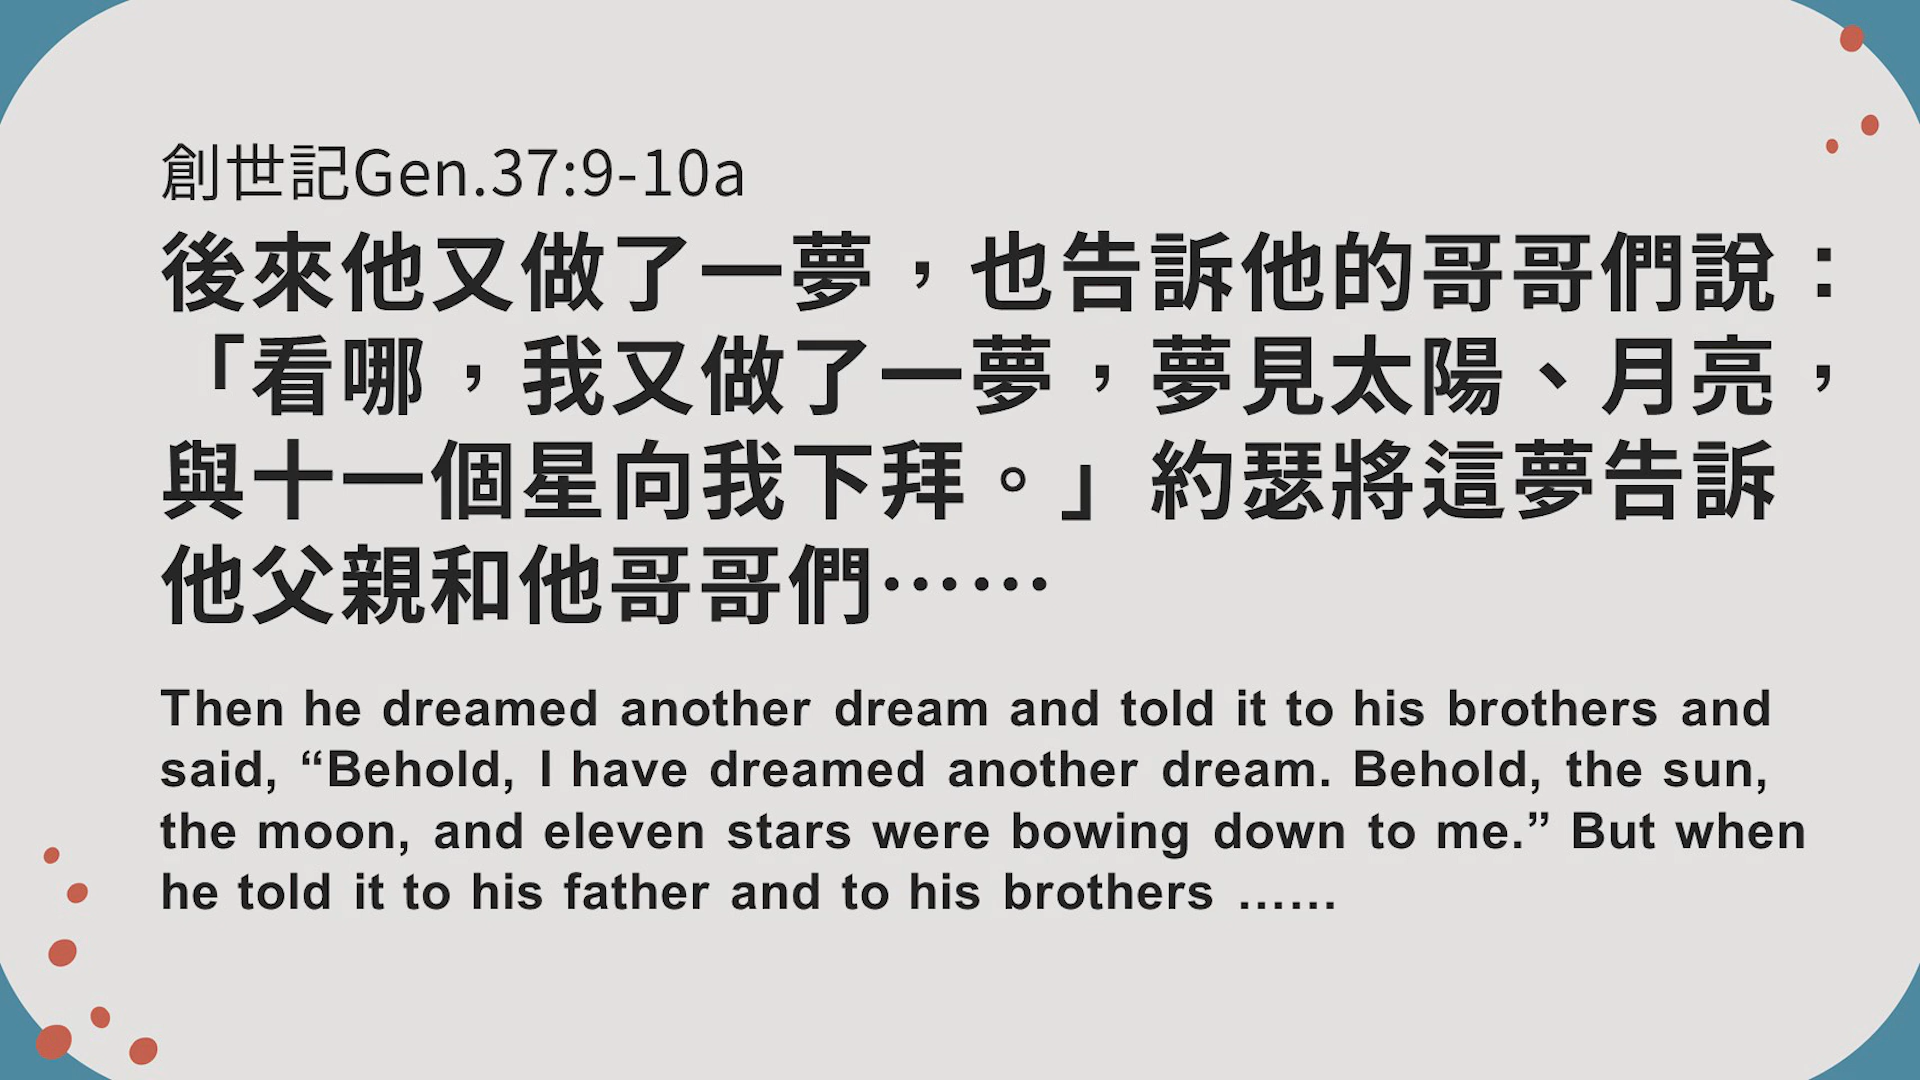 創世記Gen.37:9-10a
後來他又做了一夢，也告訴他的哥哥們說：
「看哪，我又做了一夢，夢見太陽、月亮，
與十一個星向我下拜。」約瑟將這夢告訴
他父親和他哥哥們……
Then he dreamed another dream and told it to his brothers and
said, “Behold, I have dreamed another dream. Behold, the sun,
the moon, and eleven stars were bowing down to me.” But when
he told it to his father and to his brothers ……